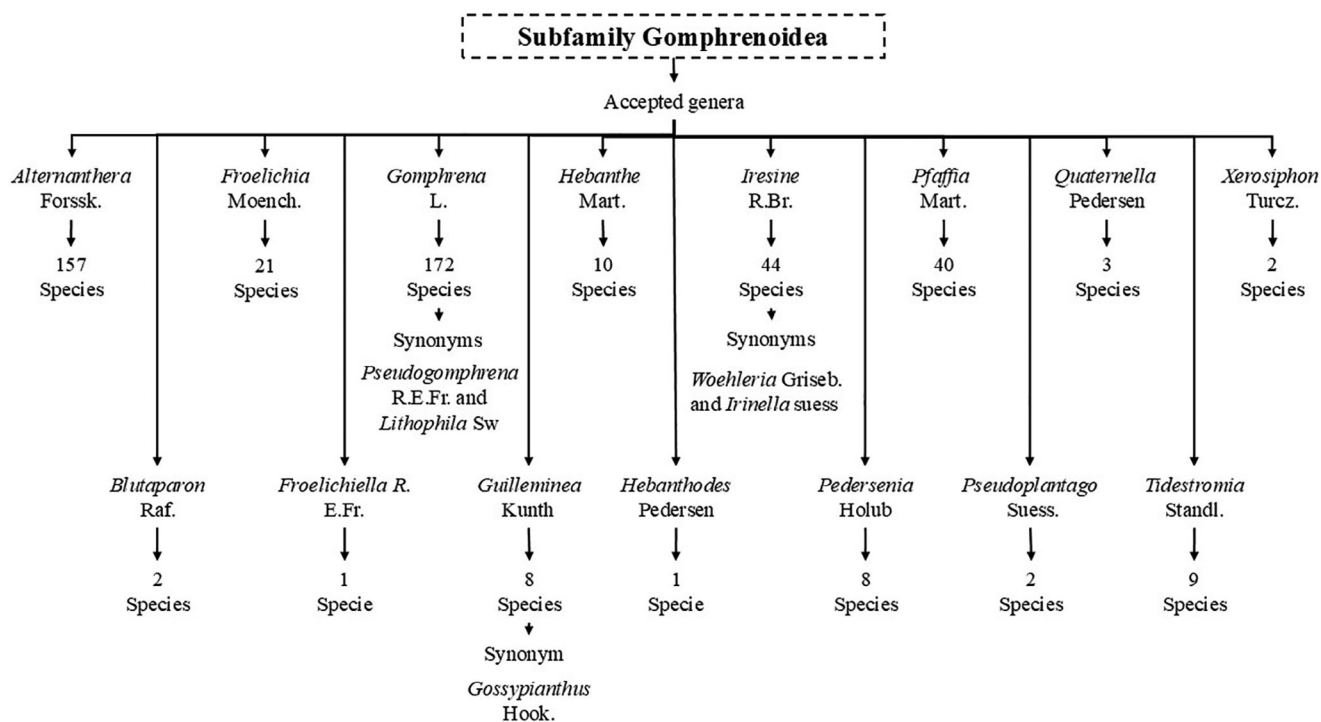 Subfamily Gomphrenoidea
Accepted genera
Alternanthera
Forssk.
157
Species
Froelichia
Moench.
21
Species
Gomphrena
L.
172
Species
Synonyms
Pseudogomphrena
R.E.Fr. and
Lithophila Sw
Hebanthe
Mart.
10
Species
Iresine
R.Br.
44
Species
Synonyms
Woehleria Griseb.
and Irinella suess
Pfaffia
Mart.
40
Species
Quaternella
Pedersen
3
Species
Xerosiphon
Turcz.
2
Species
Blutaparon
Raf.
2
Species
Froelichiella R.
E.Fr.
1
Specie
Guilleminea
Kunth
8
Species
Synonym
Gossypianthus
Hook.
Hebanthodes
Pedersen
1
Specie
Pedersenia
Holub
8
Species
Pseudoplantago
Suess.
2
Species
Tidestromia
Standl.
9
Species